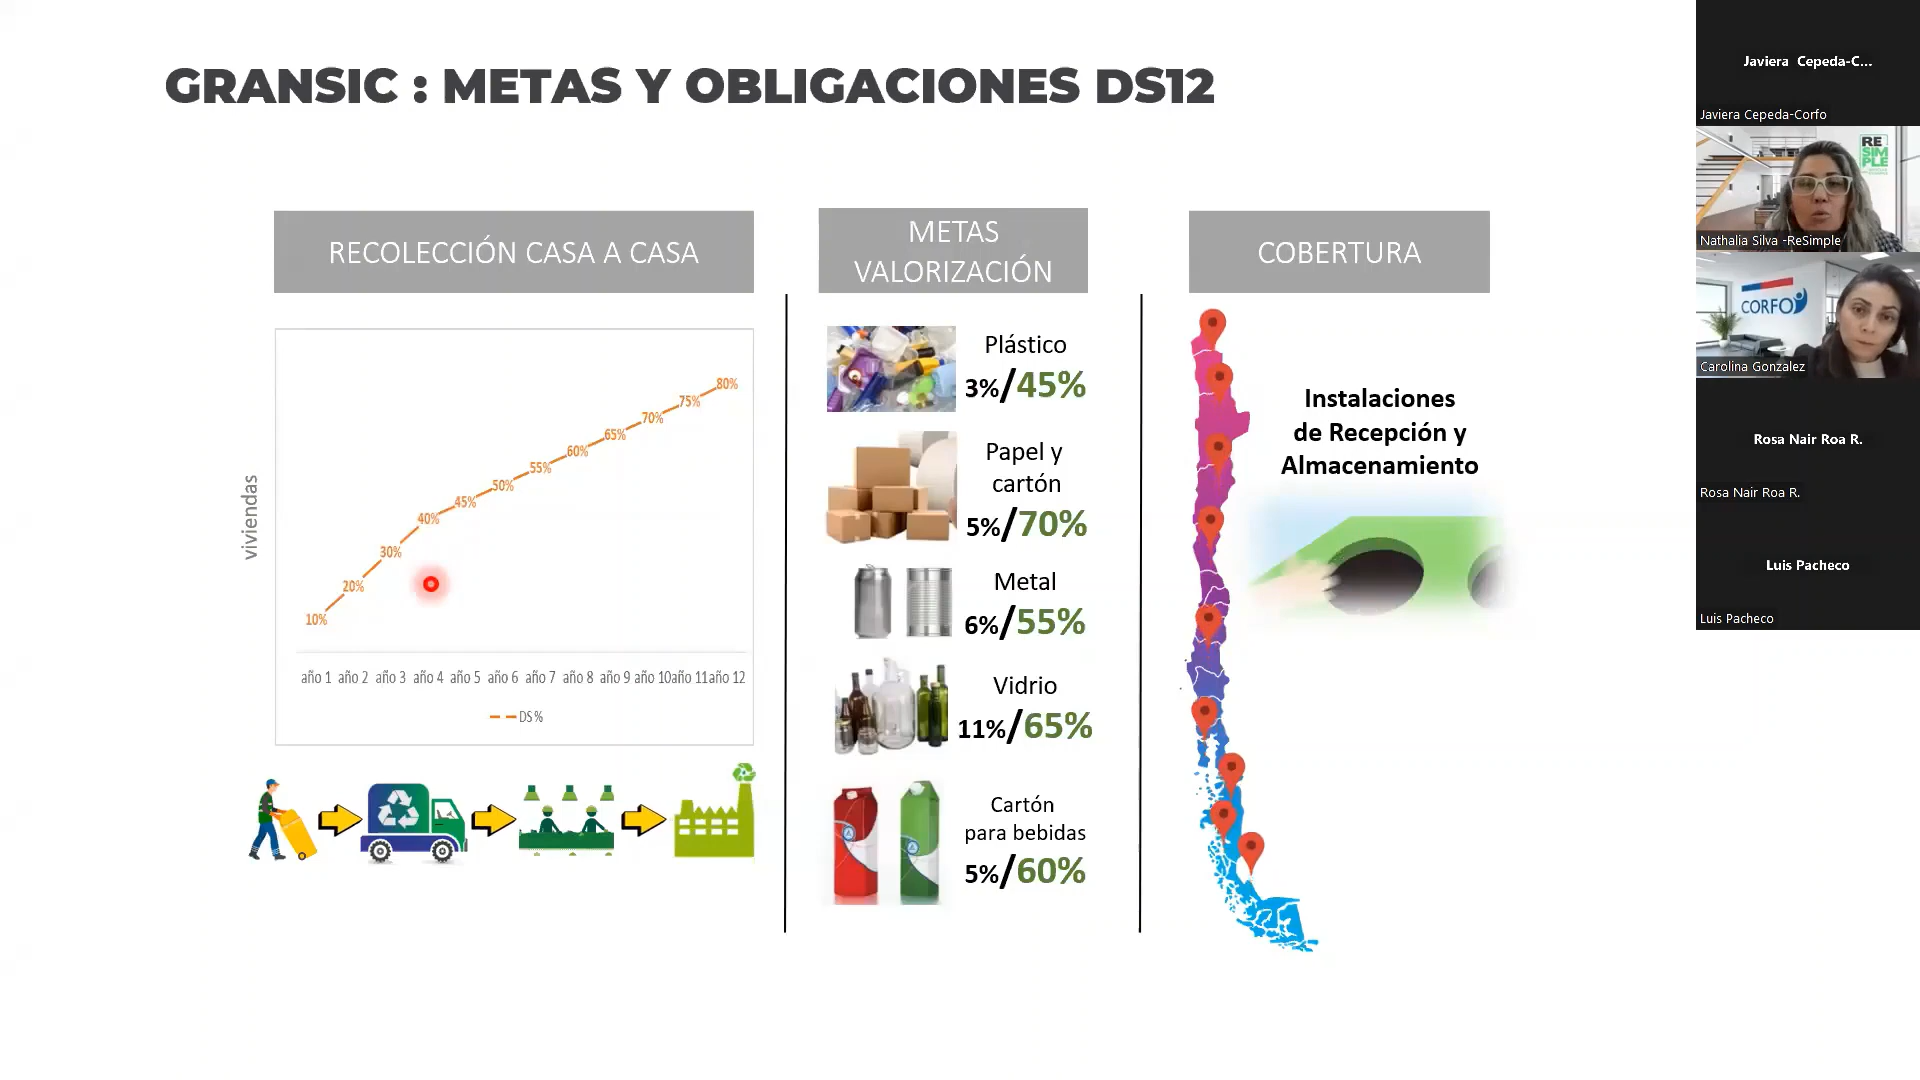 GRANSIC : METAS Y OBLIGACIONES DS12
RECOLECCIÓN CASA A CASA
viviendas
10%
20%
30%
40%
45%
50%
55%
60%
65%
70%
75%
80%
año 1 año 2 año 3 año 4 año 5 año 6 año 7 año 8 año 9 año 10 año 11 año 12
DS %
METAS
VALORIZACIÓN
Plástico
3%/45%
Papel y
cartón
5%/70%
Metal
6%/55%
Vidrio
11%/65%
Cartón
para bebidas
5%/60%
COBERTURA
Instalaciones
de Recepción y
Almacenamiento
Javiera Cepeda-C...
Javiera Cepeda-Corfo
RE
SIM
PLE
Nathalia Silva -ReSimple
CORFO
Carolina Gonzalez
Rosa Nair Roa R.
Rosa Nair Roa R.
Luis Pacheco
Luis Pacheco